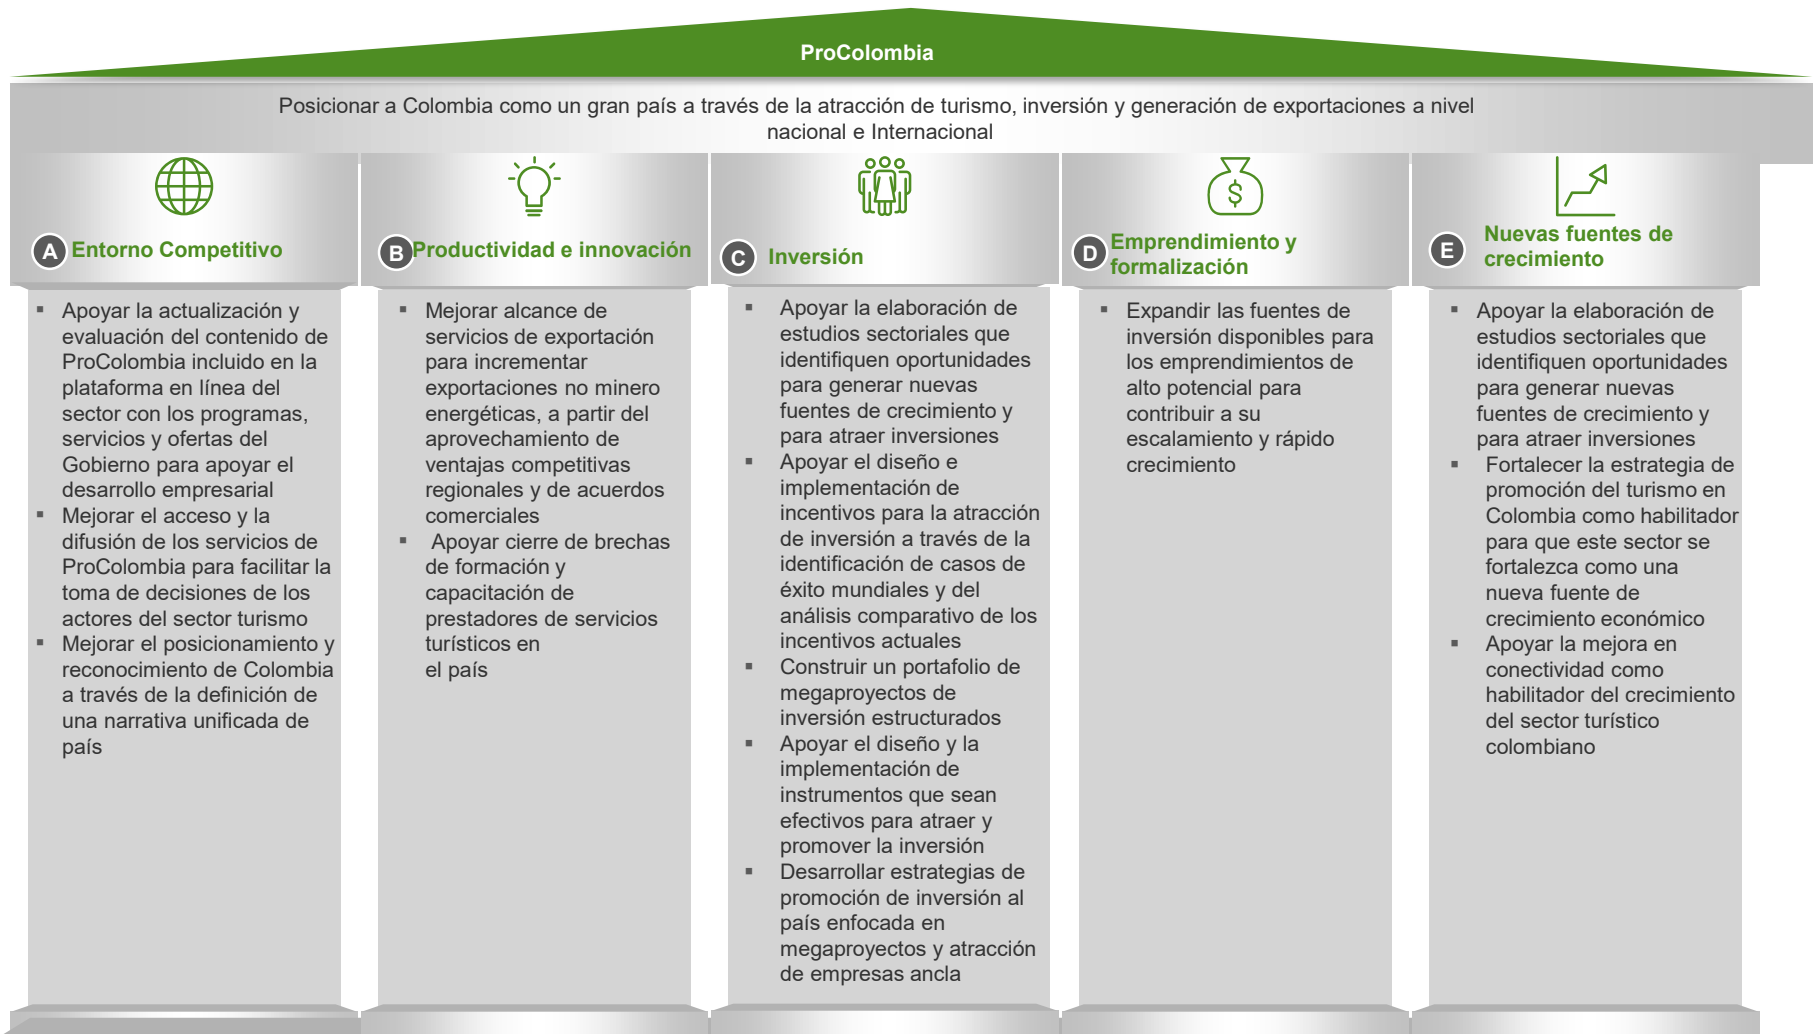 ProColombia
Posicionar a Colombia como un gran país a través de la atracción de turismo, inversión y generación de exportaciones a nivel
nacional e Internacional
A Entorno Competitivo
▪ Apoyar la actualización y
evaluación del contenido de
ProColombia incluido en la
plataforma en línea del
sector con los programas,
servicios y ofertas del
Gobierno para apoyar el
desarrollo empresarial
▪ Mejorar el acceso y la
difusión de los servicios de
ProColombia para facilitar la
toma de decisiones de los
actores del sector turismo
▪ Mejorar el posicionamiento y
reconocimiento de Colombia
a través de la definición de
una narrativa unificada de
país
B Productividad e innovación
▪ Mejorar alcance de
servicios de exportación
para incrementar
exportaciones no minero
energéticas, a partir del
aprovechamiento de
ventajas competitivas
regionales y de acuerdos
comerciales
▪ Apoyar cierre de brechas
de formación y
capacitación de
prestadores de servicios
turísticos en
el país
C Inversión
▪ Apoyar la elaboración de
estudios sectoriales que
identifiquen oportunidades
para generar nuevas
fuentes de crecimiento y
para atraer inversiones
▪ Apoyar el diseño e
implementación de
incentivos para la atracción
de inversión a través de la
identificación de casos de
éxito mundiales y del
análisis comparativo de los
incentivos actuales
▪ Construir un portafolio de
megaproyectos de
inversión estructurados
▪ Apoyar el diseño y la
implementación de
instrumentos que sean
efectivos para atraer y
promover la inversión
▪ Desarrollar estrategias de
promoción de inversión al
país enfocada en
megaproyectos y atracción
de empresas ancla
$
D Emprendimiento y
formalización
▪ Expandir las fuentes de
inversión disponibles para
los emprendimientos de
alto potencial para
contribuir a su
escalamiento y rápido
crecimiento
E Nuevas fuentes de
crecimiento
▪ Apoyar la elaboración de
estudios sectoriales que
identifiquen oportunidades
para generar nuevas
fuentes de crecimiento y
para atraer inversiones
▪ Fortalecer la estrategia de
promoción del turismo en
Colombia como habilitador
para que este sector se
fortalezca como una
nueva fuente de
crecimiento económico
▪ Apoyar la mejora en
conectividad como
habilitador del crecimiento
del sector turístico
colombiano